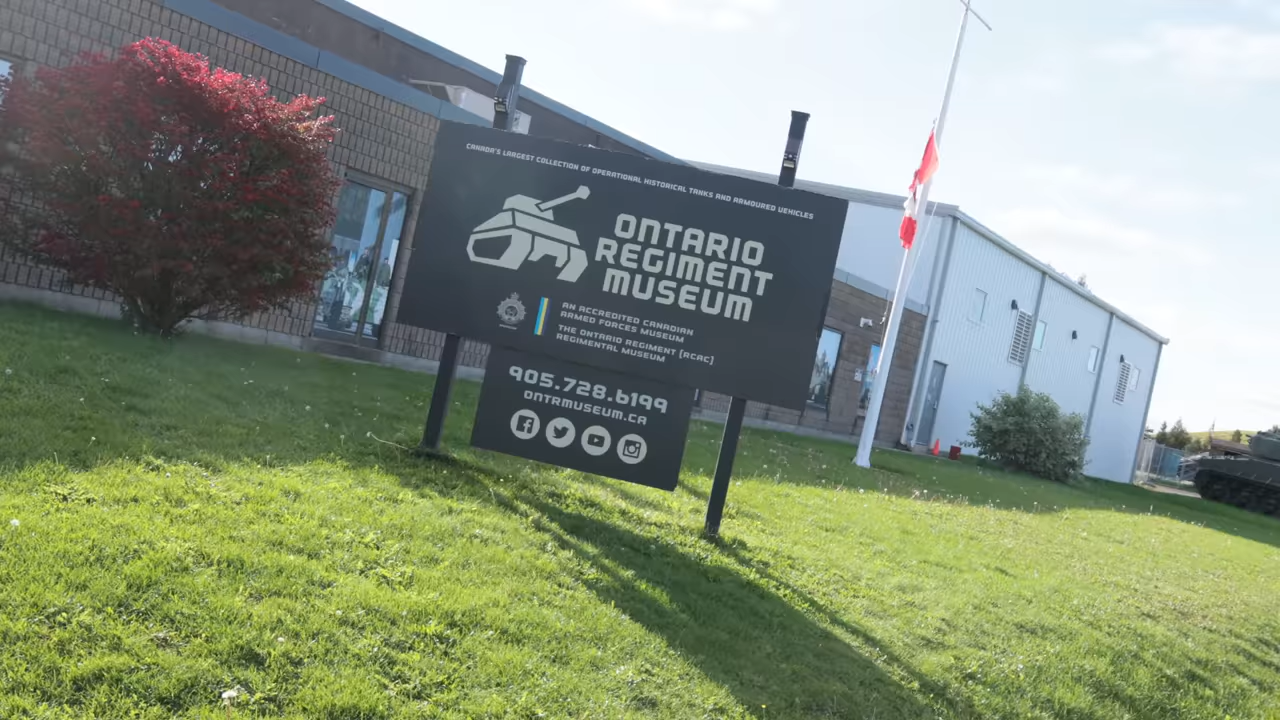 CANADA'S LARGEST COLLECTION OF OPERATIONAL HISTORICAL TANKS AND ARMOURED VEHICLES
ONTARIO
REGIMENT
MUSEUM
AN ACCREDITED CANADIAN
ARMED FORCES MUSEUM
THE ONTARIO REGIMENT (RCAC)
REGIMENTAL MUSEUM
905.728.6199
ONTRMUSEUM.CA